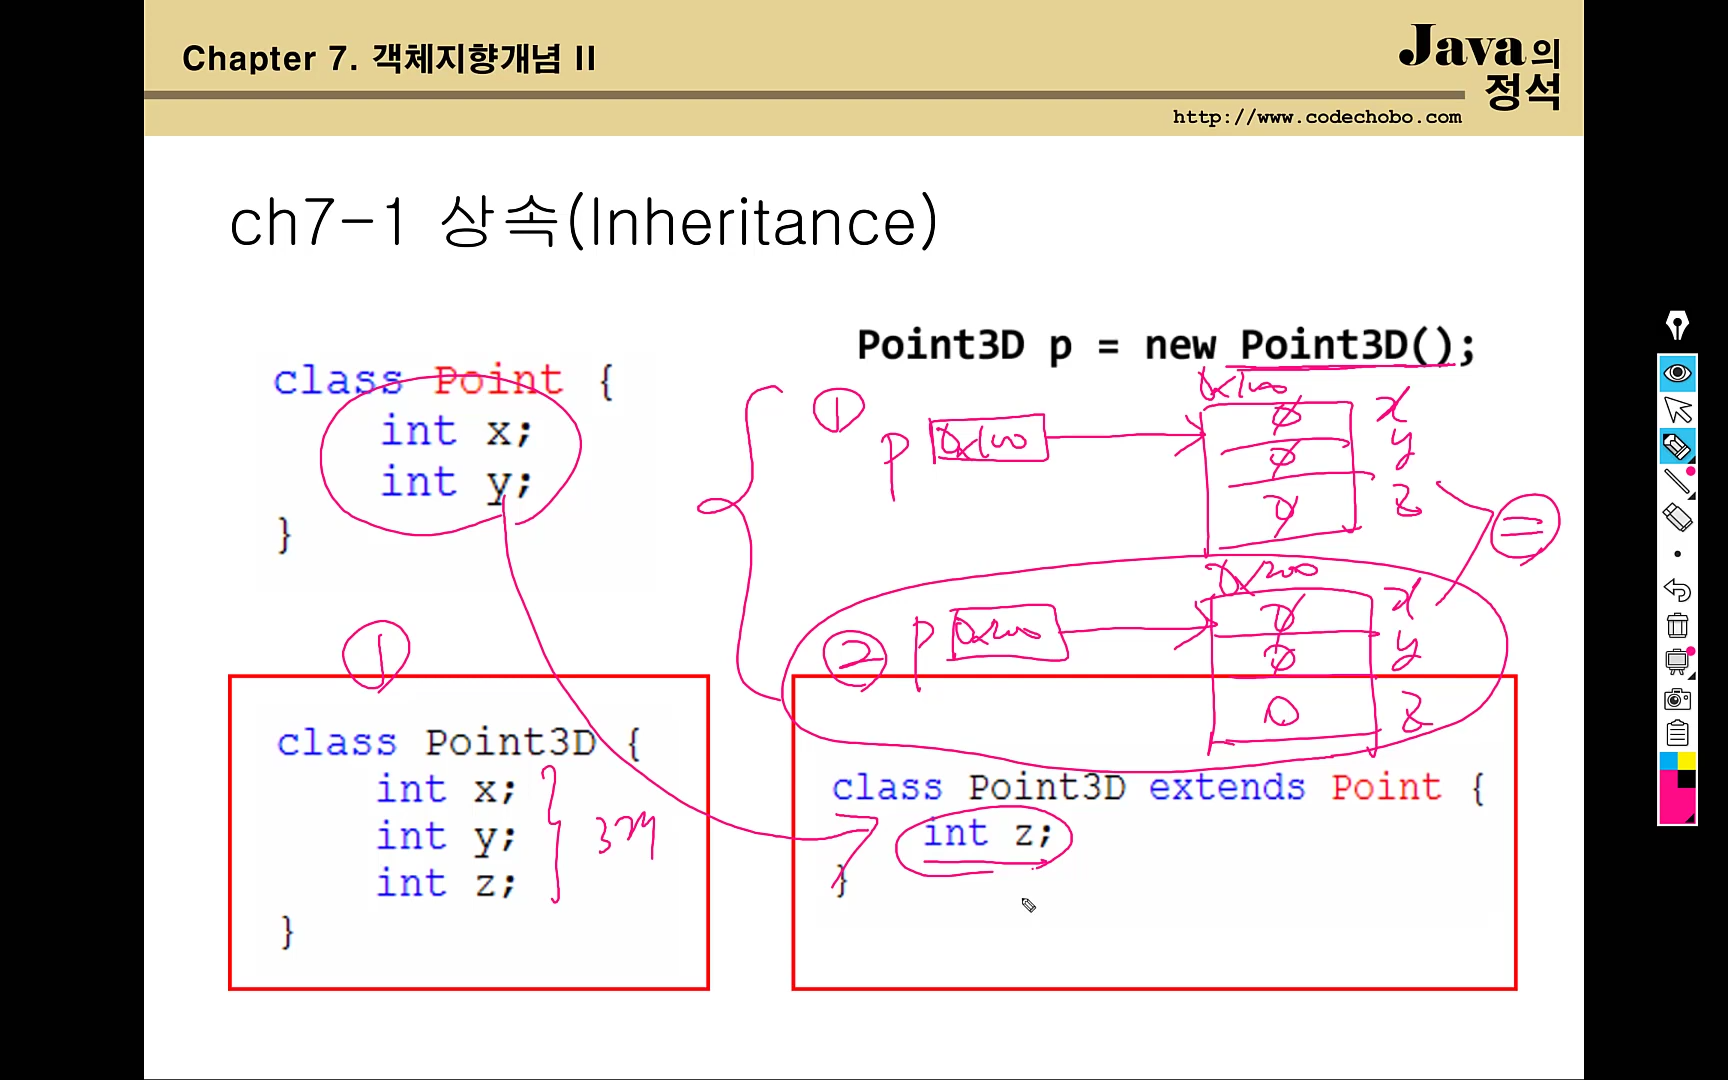 Chapter 7. 객체지향개념 II
Java의
정석
http://www.codechobo.com
ch7-1 상속(Inheritance)
Point3D p = new Point3D();
class Point {
int x;
int y;
}
①
p 0x100
0x100
0 x
0 y
0 z
=
②
p 0x200
0x200
0 x
0 y
0 z
①
class Point3D {
int x;
int y;
int z;
}
3개
class Point3D extends Point {
int z;
}